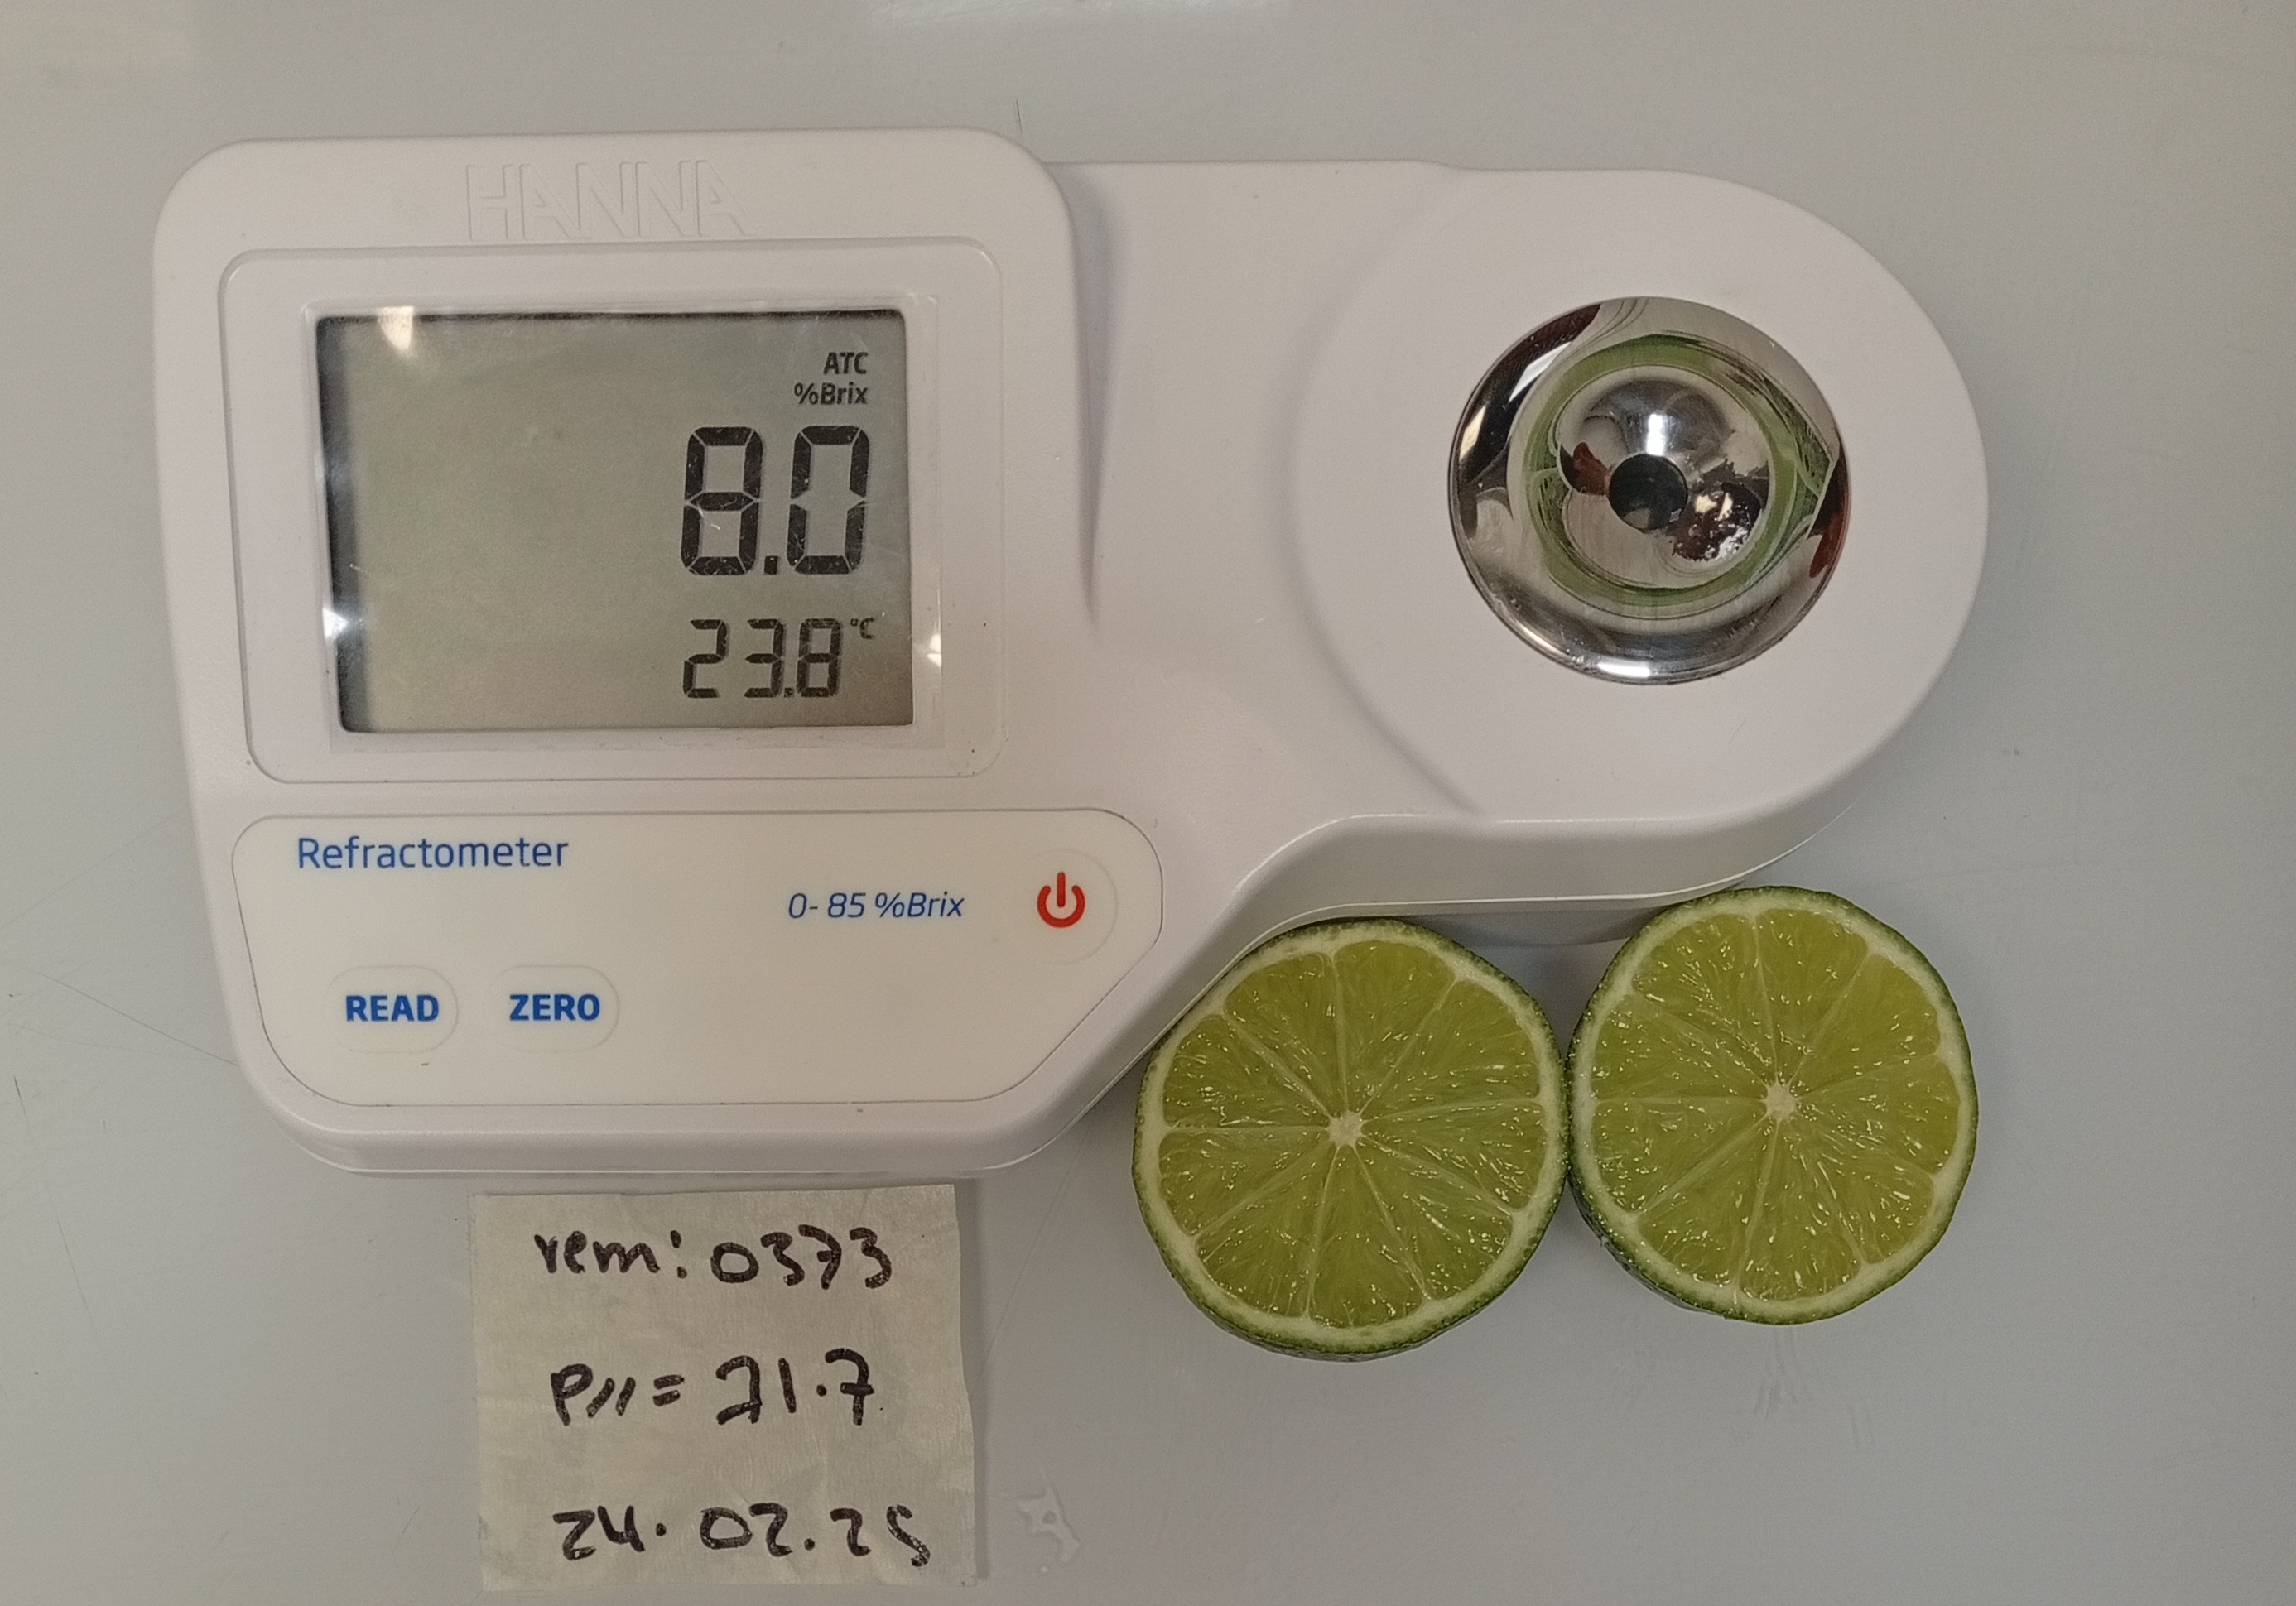 HANNA
ATC
%Brix
8.0
23.8 °C
Refractometer
0-85 %Brix
READ ZERO
rem: 0373
= 21.7
24.02.25